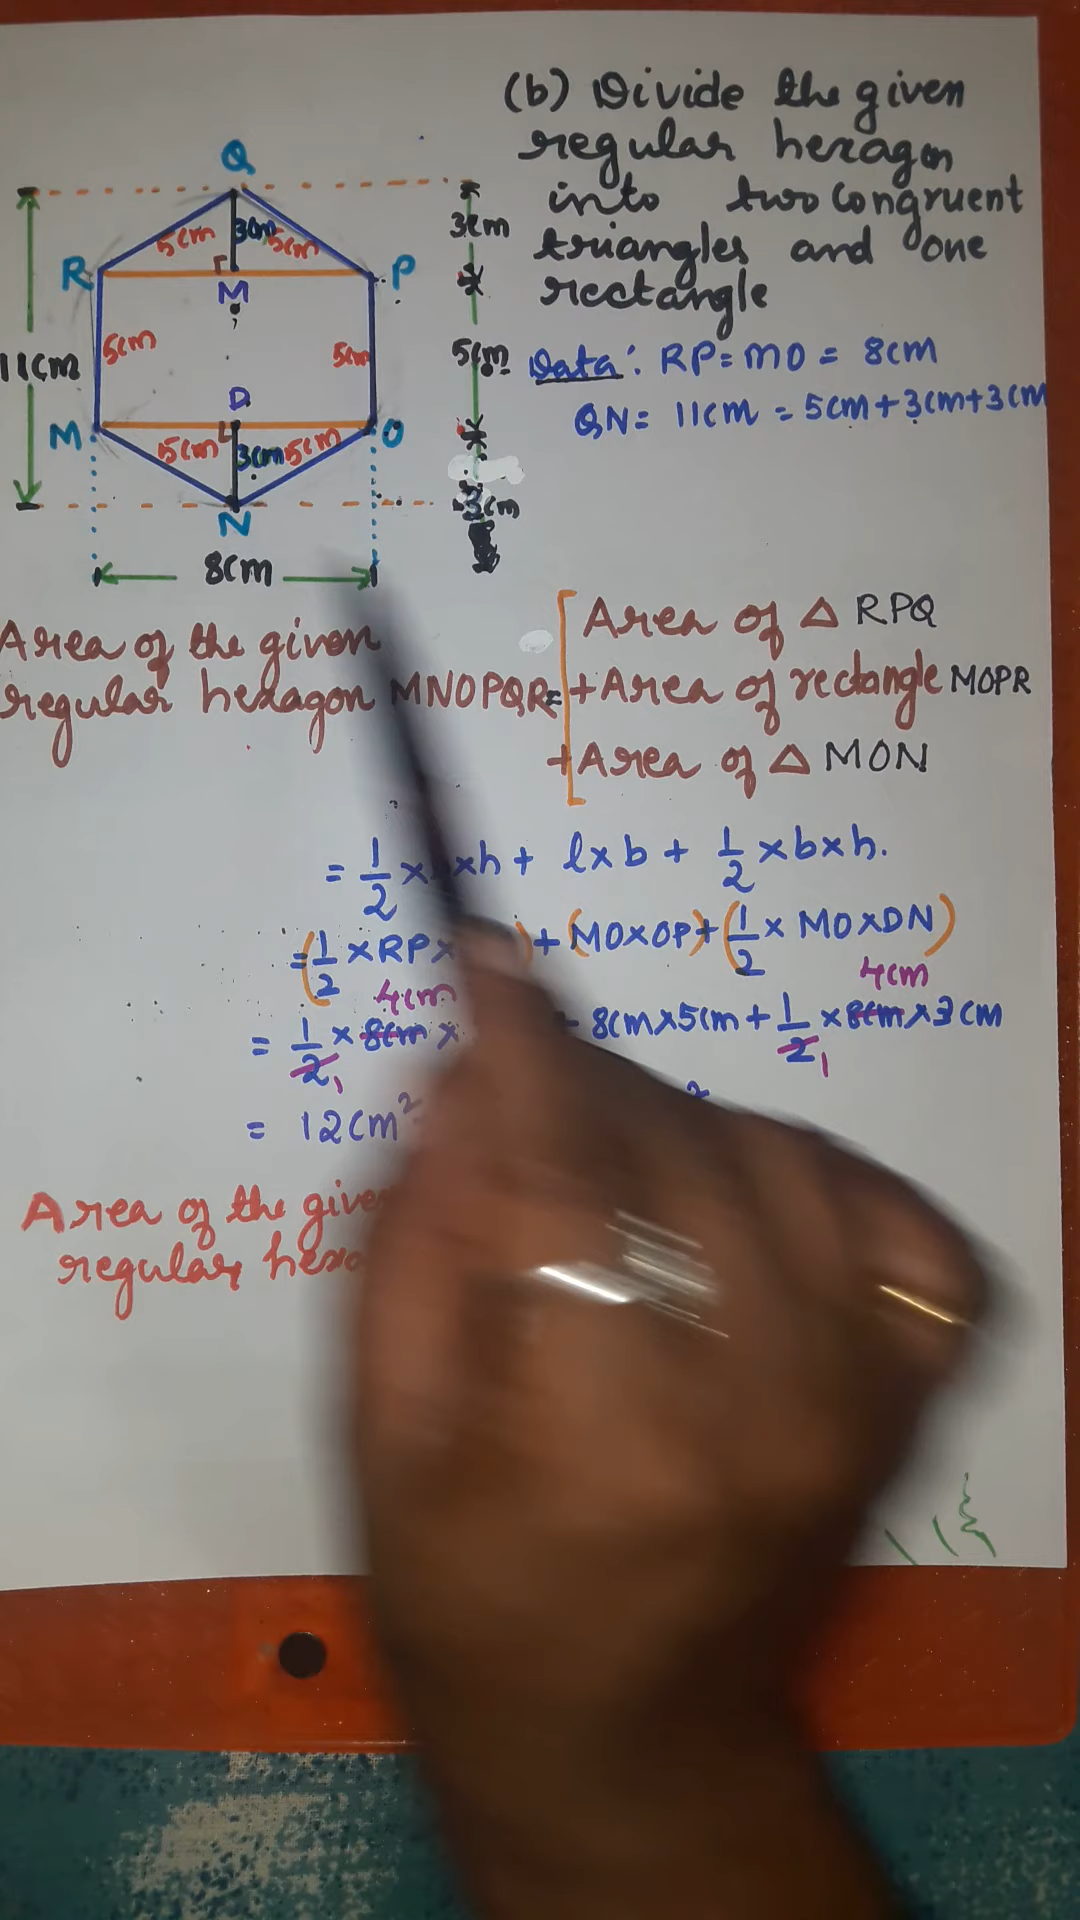 (b) Divide the given
regular hexagon
into two congruent
triangles and one
rectangle
Data: RP=MO = 8cm
QN= 11cm = 5cm+3cm+3cm
Q
5cm 3cm 5cm
3cm
R P
M
11cm
5cm 5cm
5cm
D
M O
5cm 3cm 5cm
3cm
N
8cm
Area of the given
regular hexagon MNOPQR=
Area of △ RPQ
+Area of rectangle MOPR
+Area of △ MON
= 1/2 × ×h + l×b + 1/2 ×b×h.
=(1/2 ×RP× )+(MO×OP)+(1/2 × MO×DN)
4cm 4cm
= 1/2 × 8cm × 8cm×5cm + 1/2 ×8cm×3cm
1 1
= 12cm² ²
Area of the given
regular